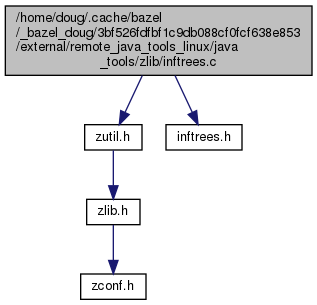 /home/doug/.cache/bazel
/_bazel_doug/3bf526fdfbf1c9db088cf0fcf638e853
/external/remote_java_tools_linux/java
_tools/zlib/inftrees.c
zutil.h
inftrees.h
zlib.h
zconf.h